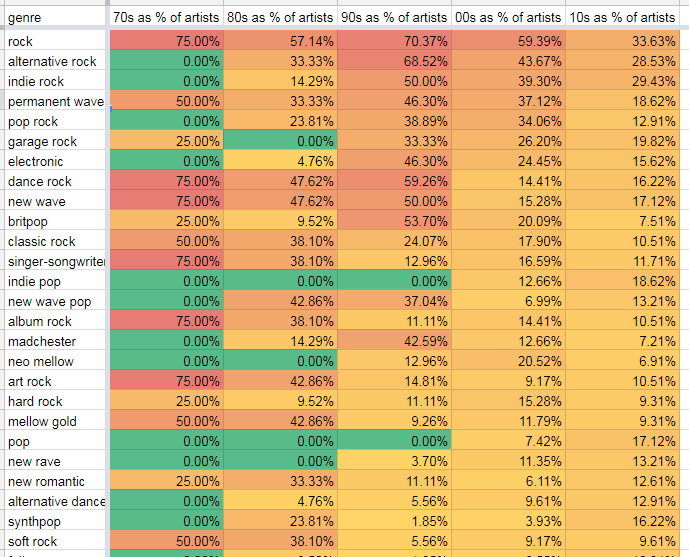 genre 70s as % of artists 80s as % of artists 90s as % of artists 00s as % of artists 10s as % of artists
rock 75.00% 57.14% 70.37% 59.39% 33.63%
alternative rock 0.00% 33.33% 68.52% 43.67% 28.53%
indie rock 0.00% 14.29% 50.00% 39.30% 29.43%
permanent wave 50.00% 33.33% 46.30% 37.12% 18.62%
pop rock 0.00% 23.81% 38.89% 34.06% 12.91%
garage rock 25.00% 0.00% 33.33% 26.20% 19.82%
electronic 0.00% 4.76% 46.30% 24.45% 15.62%
dance rock 75.00% 47.62% 59.26% 14.41% 16.22%
new wave 75.00% 47.62% 50.00% 15.28% 17.12%
britpop 25.00% 9.52% 53.70% 20.09% 7.51%
classic rock 50.00% 38.10% 24.07% 17.90% 10.51%
singer-songwriter 75.00% 38.10% 12.96% 16.59% 11.71%
indie pop 0.00% 0.00% 0.00% 12.66% 18.62%
new wave pop 0.00% 42.86% 37.04% 6.99% 13.21%
album rock 75.00% 38.10% 11.11% 14.41% 10.51%
madchester 0.00% 14.29% 42.59% 12.66% 7.21%
neo mellow 0.00% 0.00% 12.96% 20.52% 6.91%
art rock 75.00% 42.86% 14.81% 9.17% 10.51%
hard rock 25.00% 9.52% 11.11% 15.28% 9.31%
mellow gold 50.00% 42.86% 9.26% 11.79% 9.31%
pop 0.00% 0.00% 0.00% 7.42% 17.12%
new rave 0.00% 0.00% 3.70% 11.35% 13.21%
new romantic 25.00% 33.33% 11.11% 6.11% 12.61%
alternative dance 0.00% 4.76% 5.56% 9.61% 12.91%
synthpop 0.00% 23.81% 1.85% 3.93% 16.22%
soft rock 50.00% 38.10% 5.56% 9.17% 9.61%